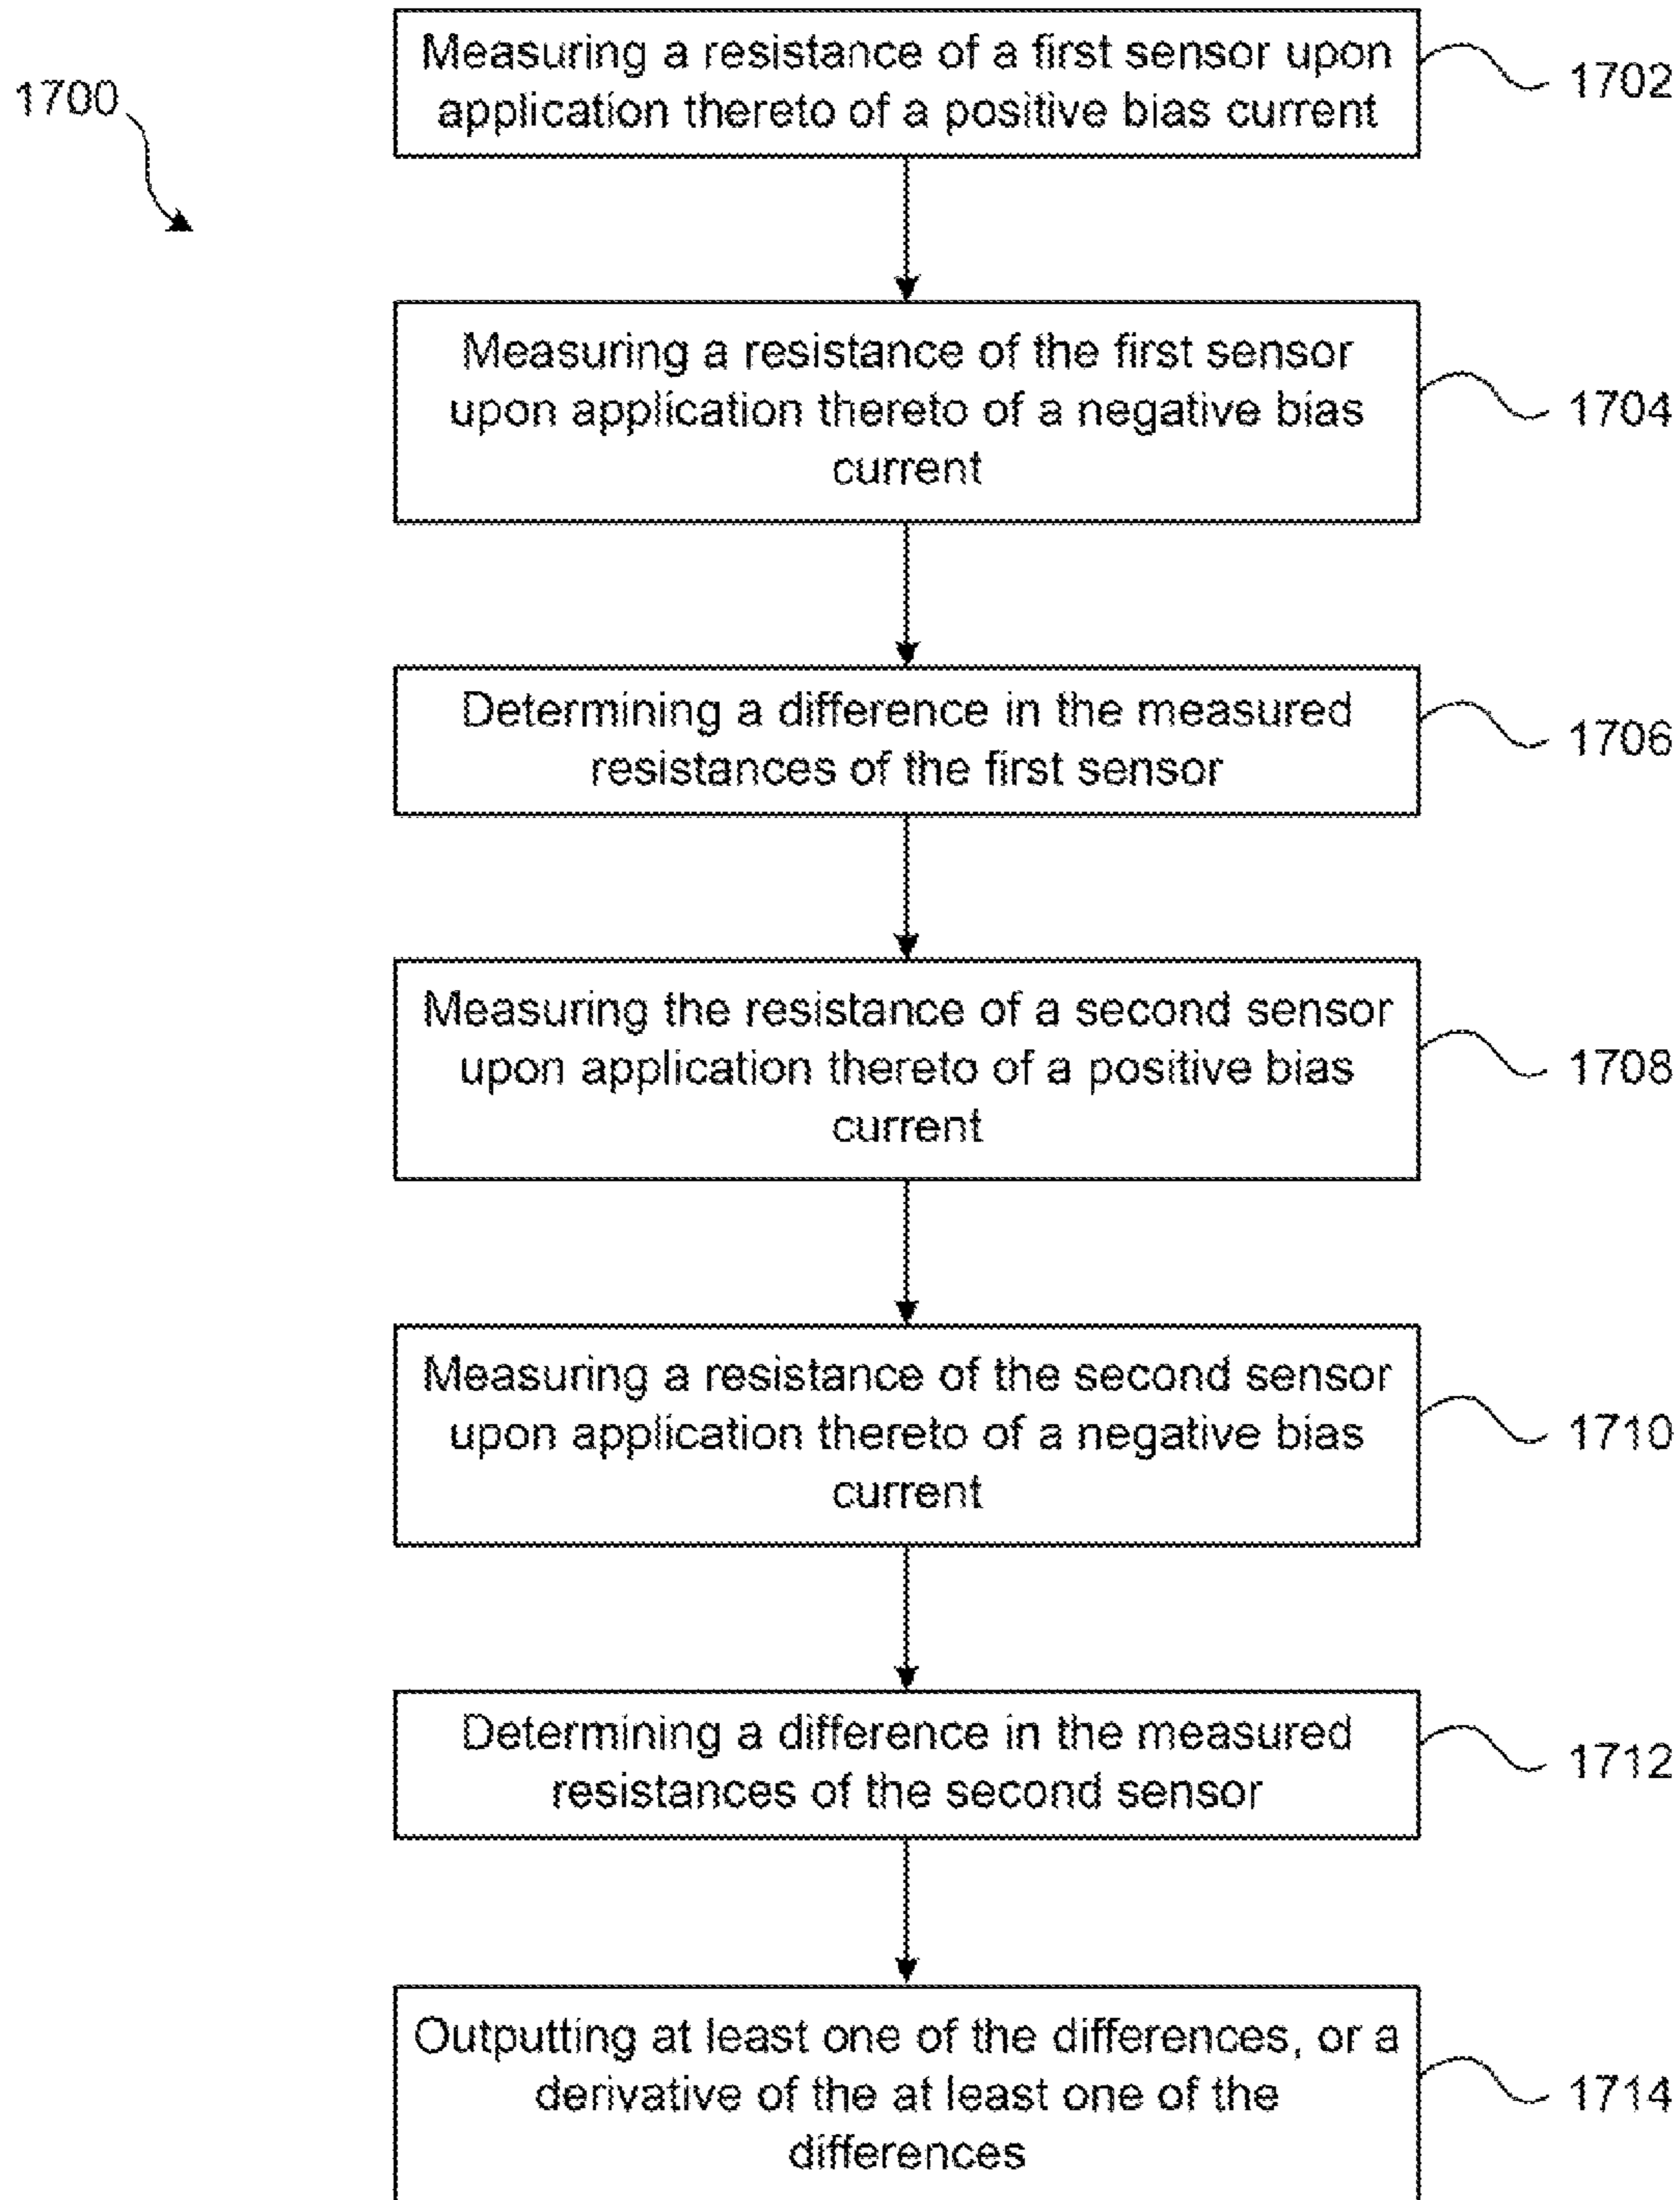 1700
Measuring a resistance of a first sensor upon
application thereto of a positive bias current
1702
Measuring a resistance of the first sensor
upon application thereto of a negative bias
current
1704
Determining a difference in the measured
resistances of the first sensor
1706
Measuring the resistance of a second sensor
upon application thereto of a positive bias
current
1708
Measuring a resistance of the second sensor
upon application thereto of a negative bias
current
1710
Determining a difference in the measured
resistances of the second sensor
1712
Outputting at least one of the differences, or a
derivative of the at least one of the
differences
1714